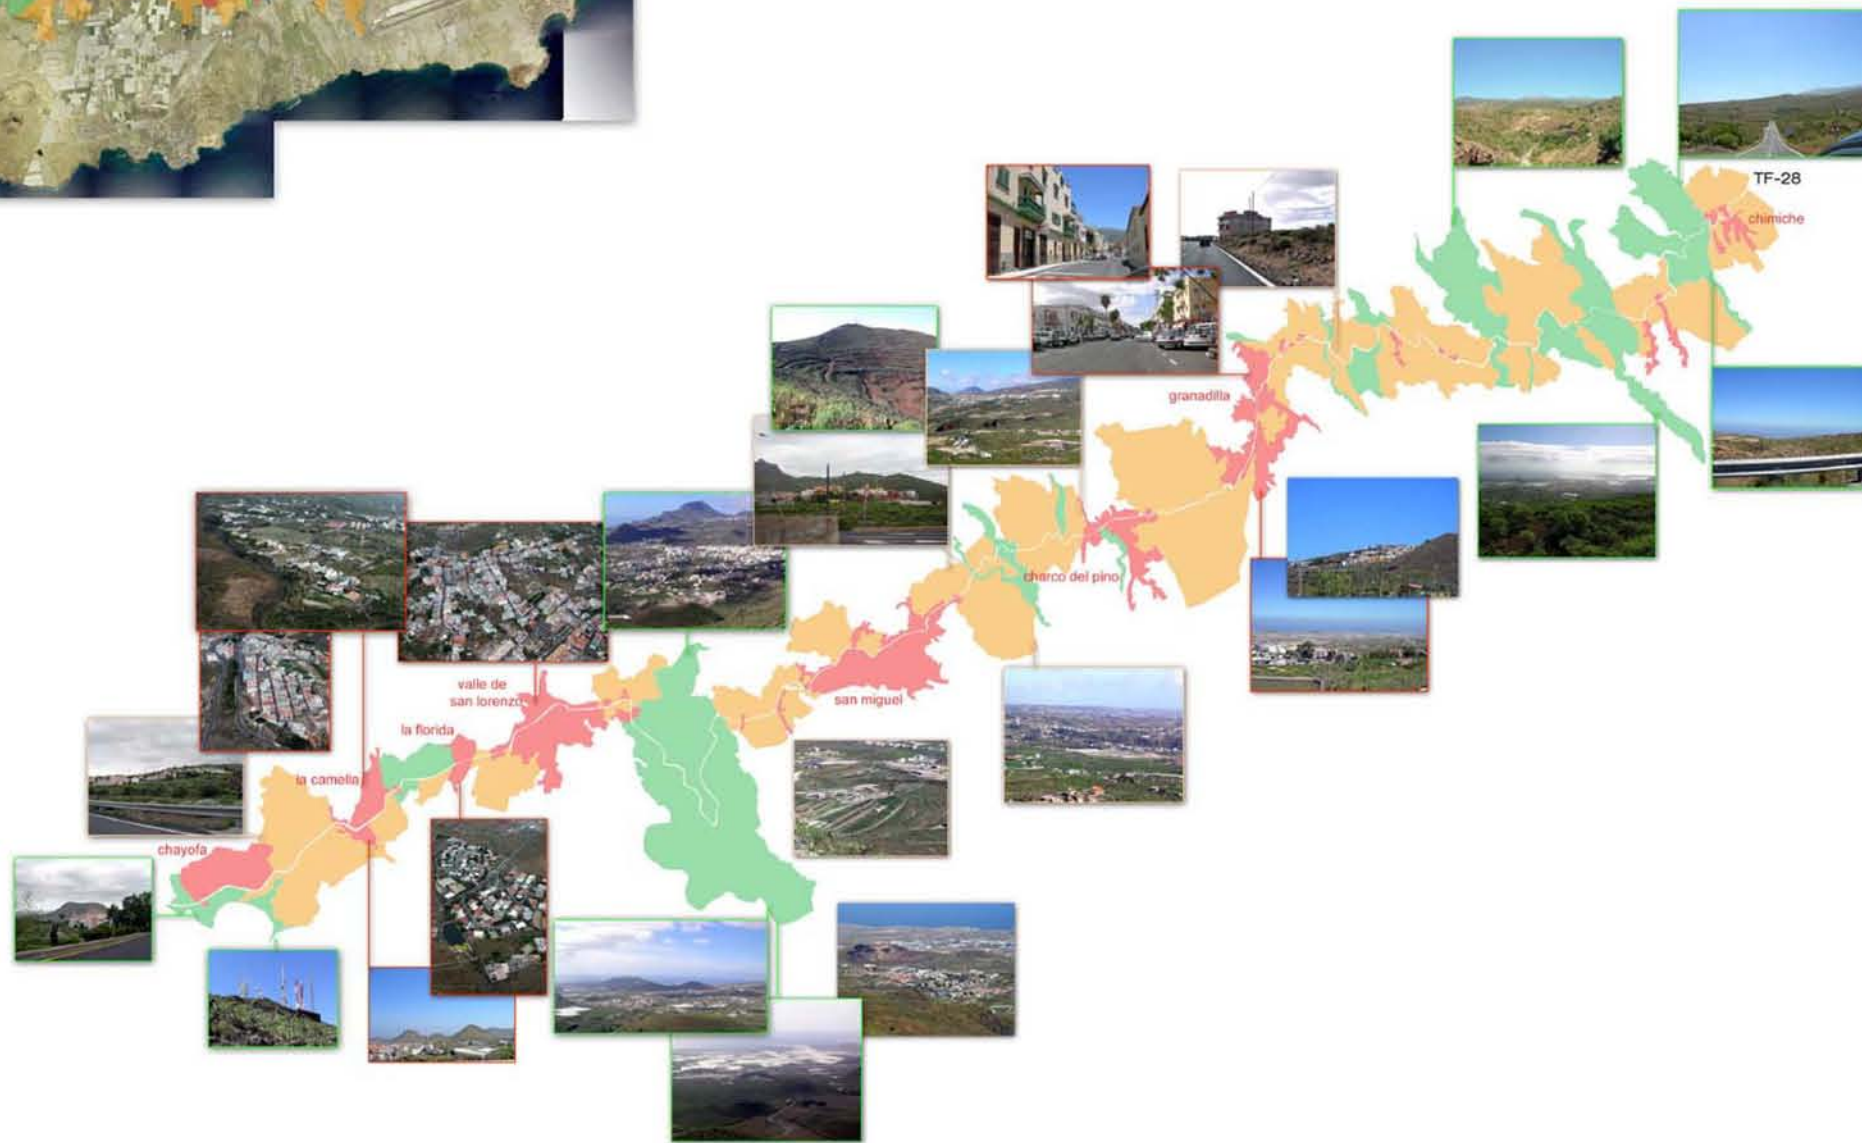 TF-28
chimiche
granadilla
charco del pino
san miguel
valle de
san lorenzo
la florida
la camella
chayofa